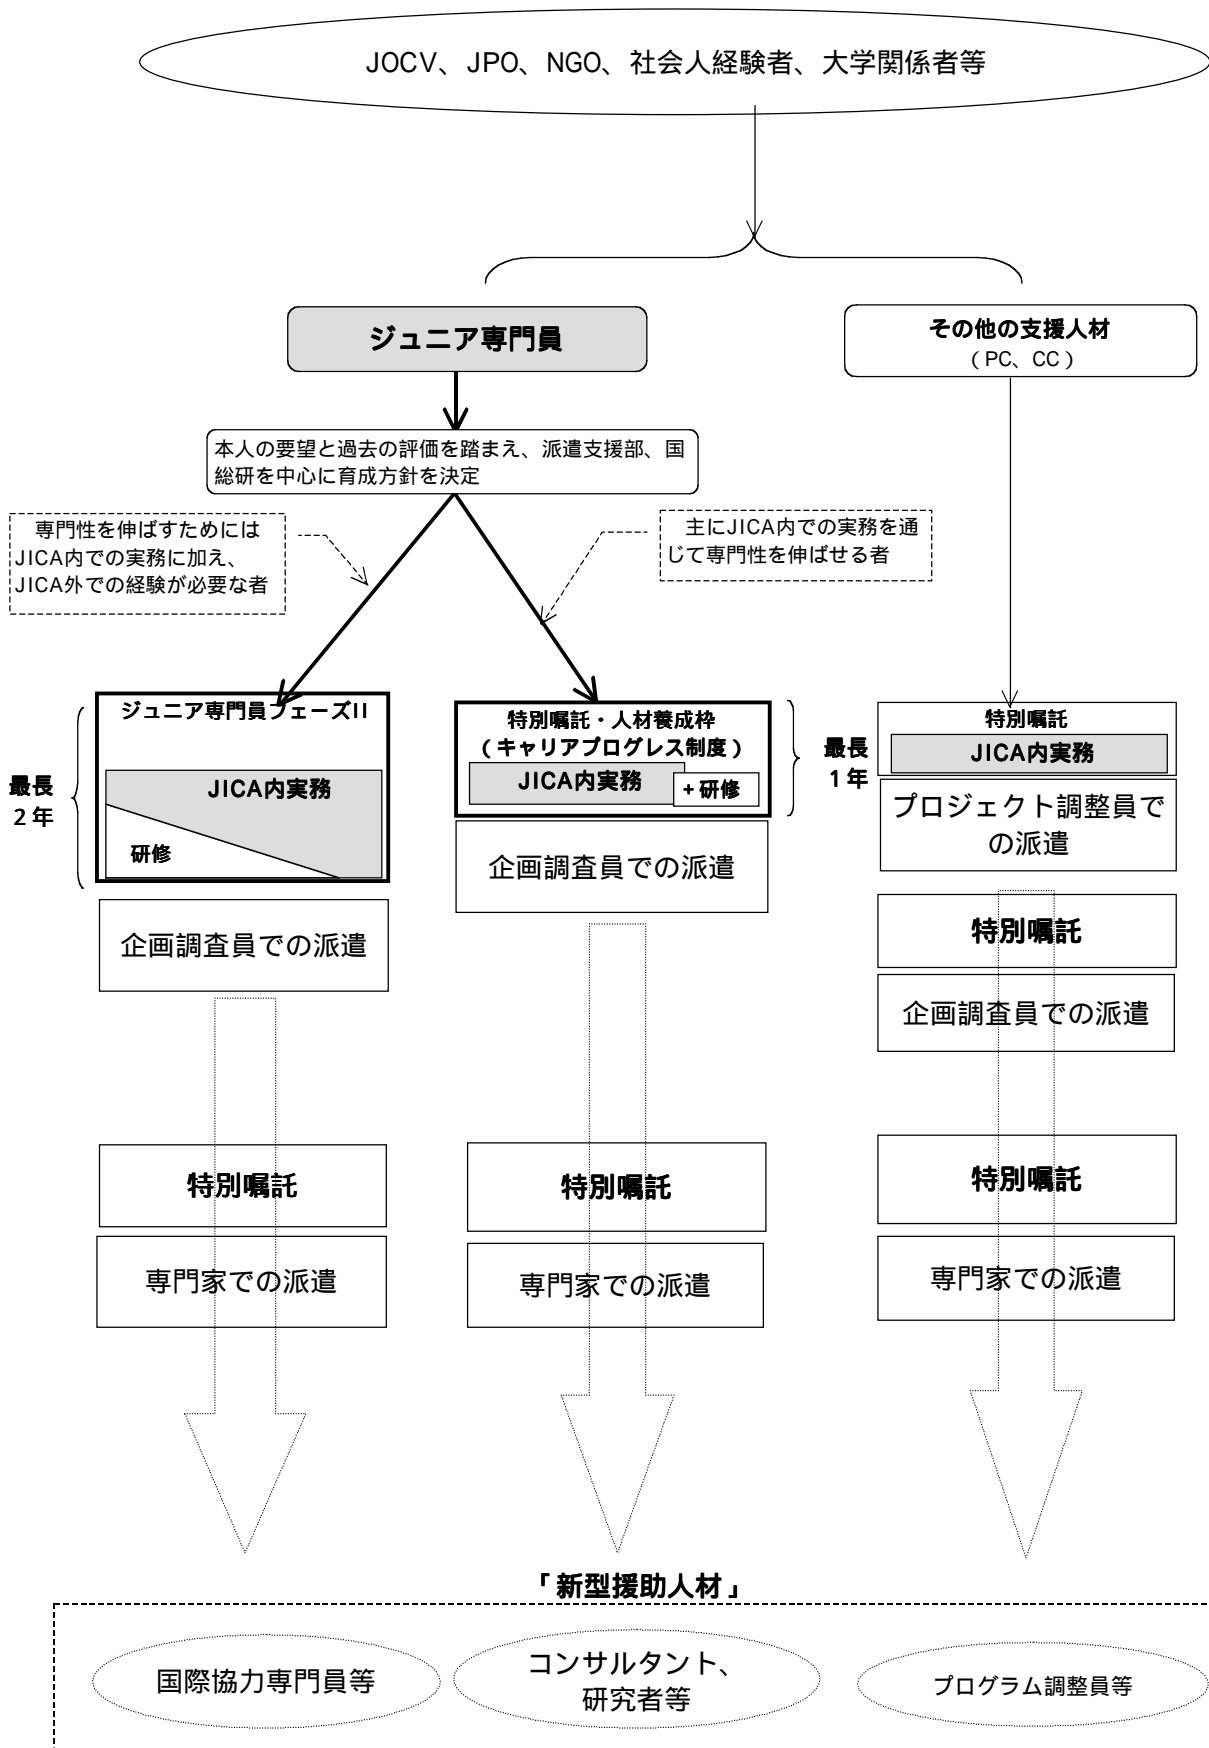 JOCV、JPO、NGO、社会人経験者、大学関係者等
ジュニア専門員
その他の支援人材
（PC、CC）
本人の要望と過去の評価を踏まえ、派遣支援部、国
総研を中心に育成方針を決定
専門性を伸ばすためには
JICA内での実務に加え、
JICA外での経験が必要な者
主にJICA内での実務を通
じて専門性を伸ばせる者
最長
２年
ジュニア専門員フェーズII
JICA内実務
研修
企画調査員での派遣
特別嘱託
専門家での派遣
特別嘱託・人材養成枠
（キャリアプログレス制度）
JICA内実務
+研修
最長
１年
企画調査員での派遣
特別嘱託
専門家での派遣
特別嘱託
JICA内実務
プロジェクト調整員で
の派遣
特別嘱託
企画調査員での派遣
特別嘱託
専門家での派遣
「新型援助人材」
国際協力専門員等
コンサルタント、
研究者等
プログラム調整員等